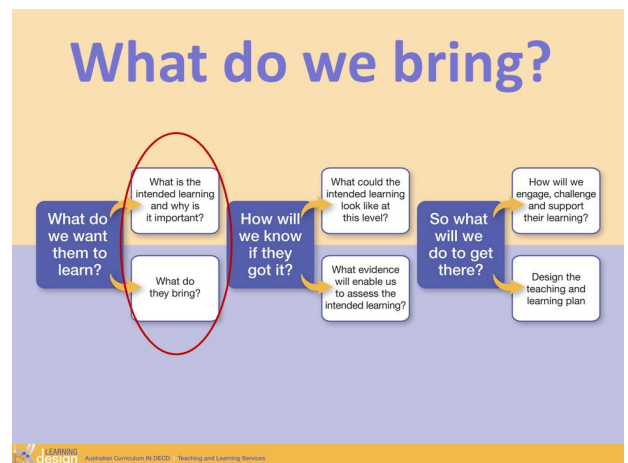 What do we bring?
What do
we want
them to
learn?
What is the
intended learning
and why is
it important?
What do
they bring?
How will
we know
if they
got it?
What could the
intended learning
look like at
this level?
What evidence
will enable us
to assess the
intended learning?
So what
will we
do to get
there?
How will we
engage, challenge
and support
their learning?
Design the
teaching and
learning plan
LEARNING
design
Australian Curriculum IN DECD | Teaching and Learning Services